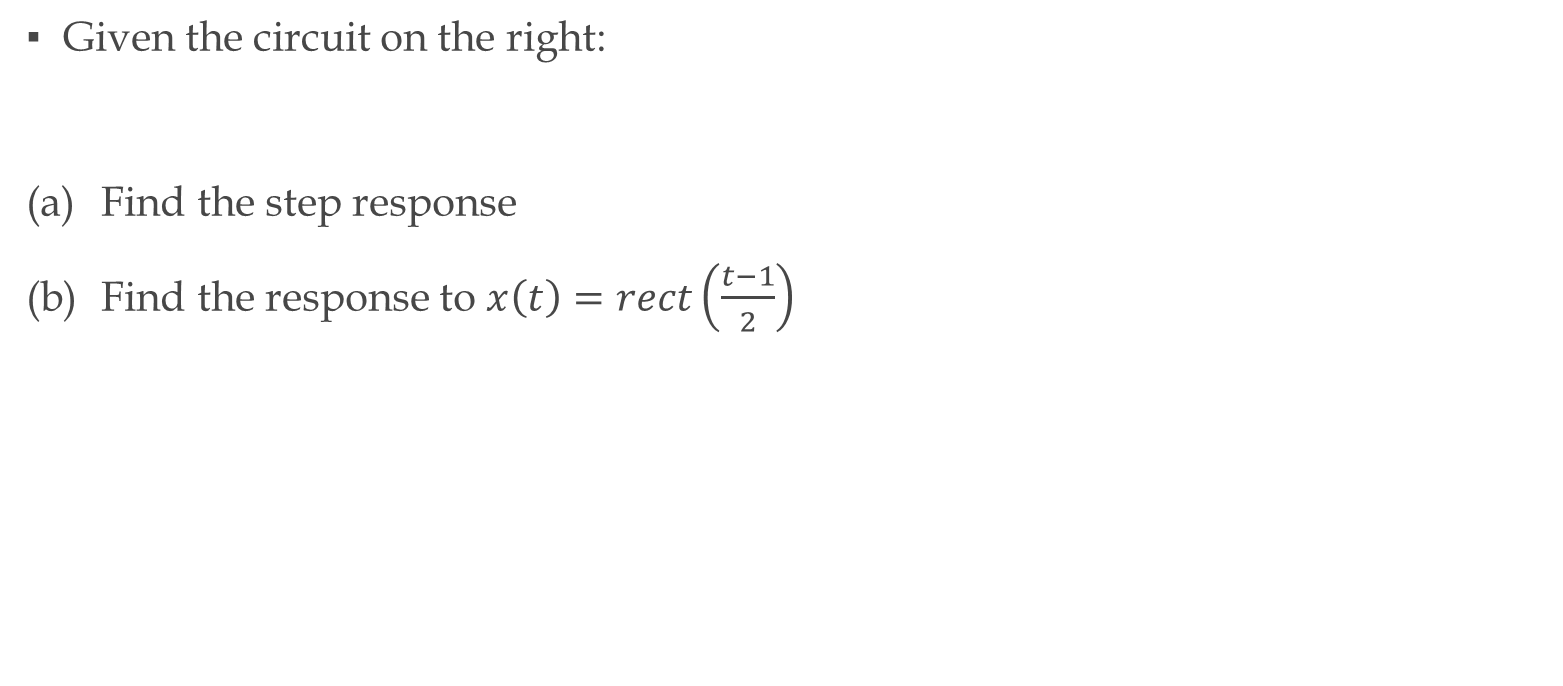 ▪ Given the circuit on the right:
(a) Find the step response
(b) Find the response to x(t) = rect((t−1)/2)